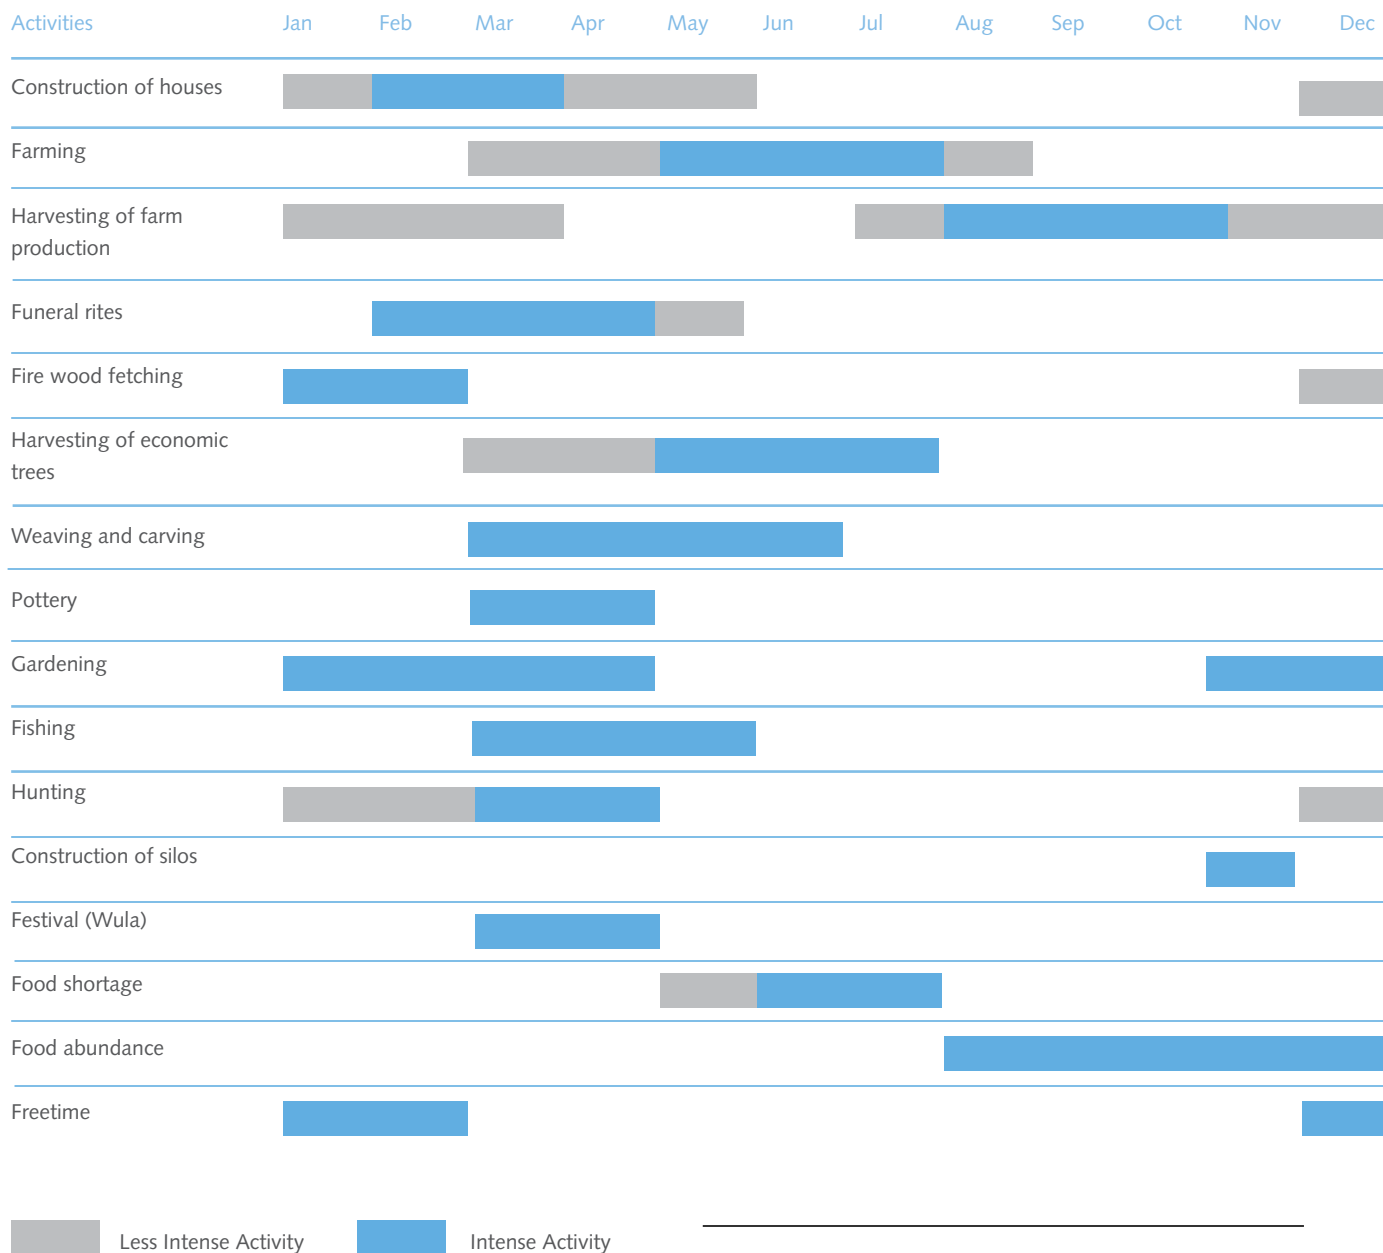 Activities Jan Feb Mar Apr May Jun Jul Aug Sep Oct Nov Dec
Construction of houses
Farming
Harvesting of farm
production
Funeral rites
Fire wood fetching
Harvesting of economic
trees
Weaving and carving
Pottery
Gardening
Fishing
Hunting
Construction of silos
Festival (Wula)
Food shortage
Food abundance
Freetime
Less Intense Activity Intense Activity